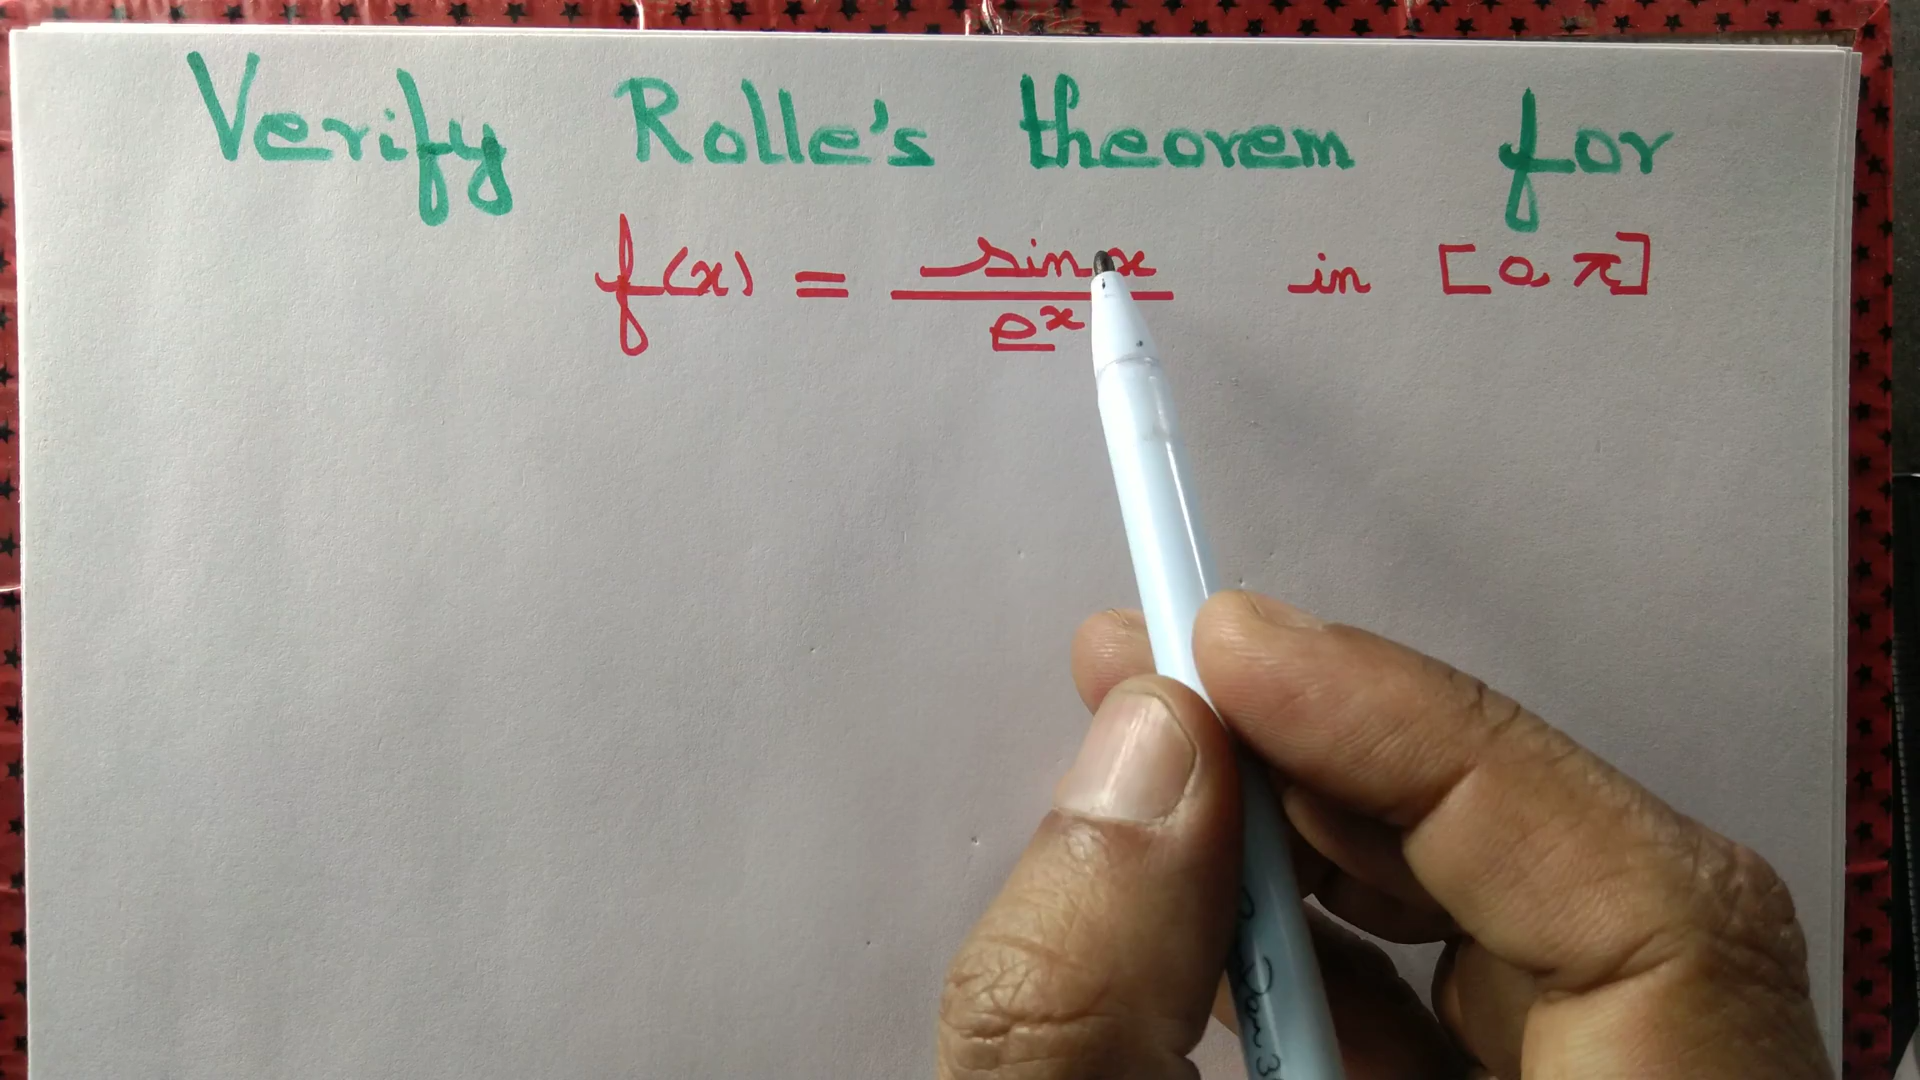 Verify Rolle's theorem for
f(x) = sin x / e^x in [0, π]